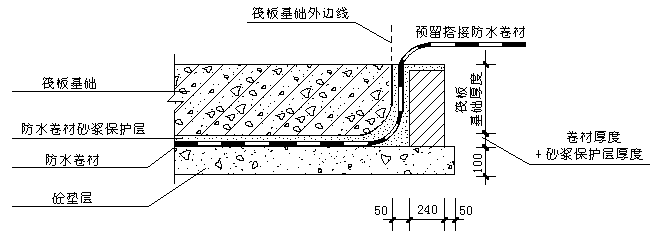 筏板基础外边线
预留搭接防水卷材
筏板基础
防水卷材砂浆保护层
防水卷材
砼垫层
筏板
基础厚度
卷材厚度
+砂浆保护层厚度
100
50
240
50